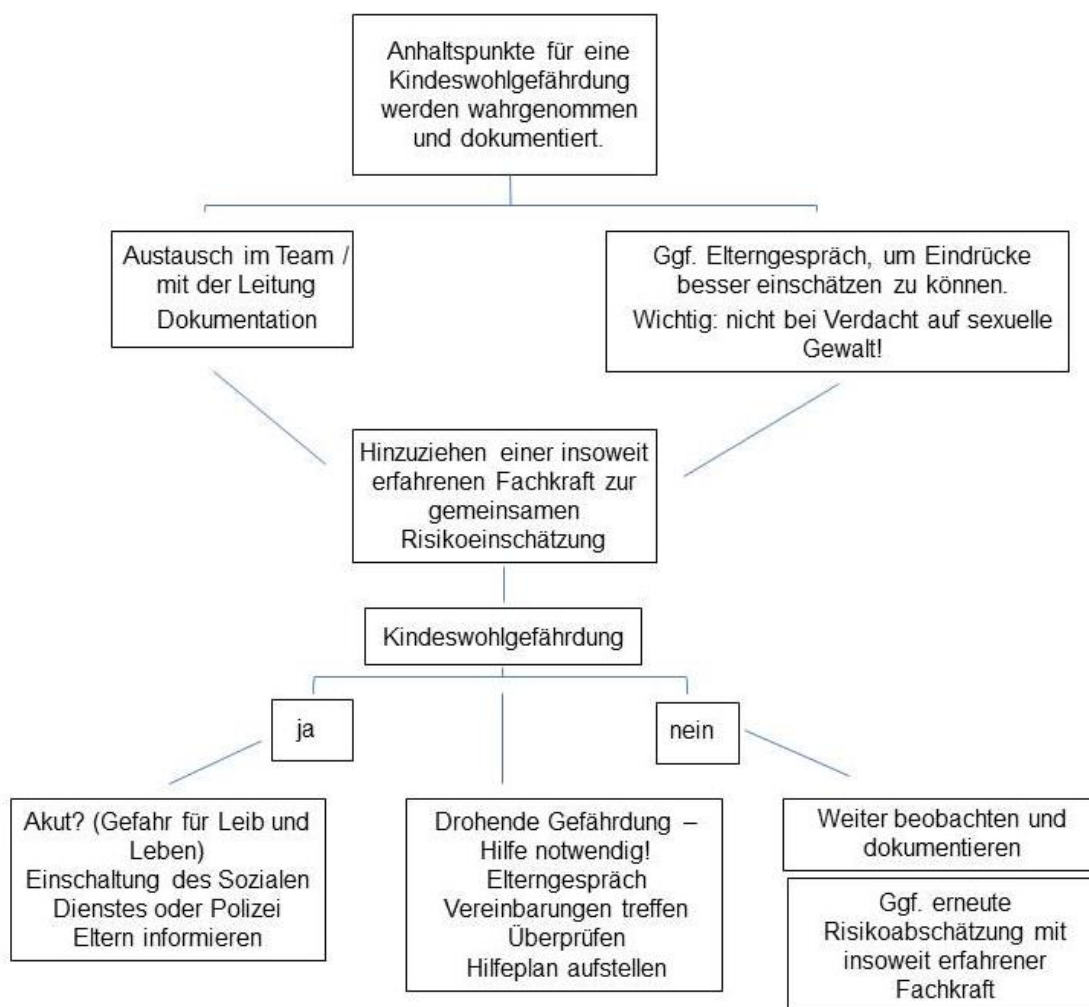 Anhaltspunkte für eine
Kindeswohlgefährdung
werden wahrgenommen
und dokumentiert.
Austausch im Team /
mit der Leitung
Dokumentation
Ggf. Elterngespräch, um Eindrücke
besser einschätzen zu können.
Wichtig: nicht bei Verdacht auf sexuelle
Gewalt!
Hinzuziehen einer insoweit
erfahrenen Fachkraft zur
gemeinsamen
Risikoeinschätzung
Kindeswohlgefährdung
ja
nein
Akut? (Gefahr für Leib und
Leben)
Einschaltung des Sozialen
Dienstes oder Polizei
Eltern informieren
Drohende Gefährdung –
Hilfe notwendig!
Elterngespräch
Vereinbarungen treffen
Überprüfen
Hilfeplan aufstellen
Weiter beobachten und
dokumentieren
Ggf. erneute
Risikoabschätzung mit
insoweit erfahrener
Fachkraft